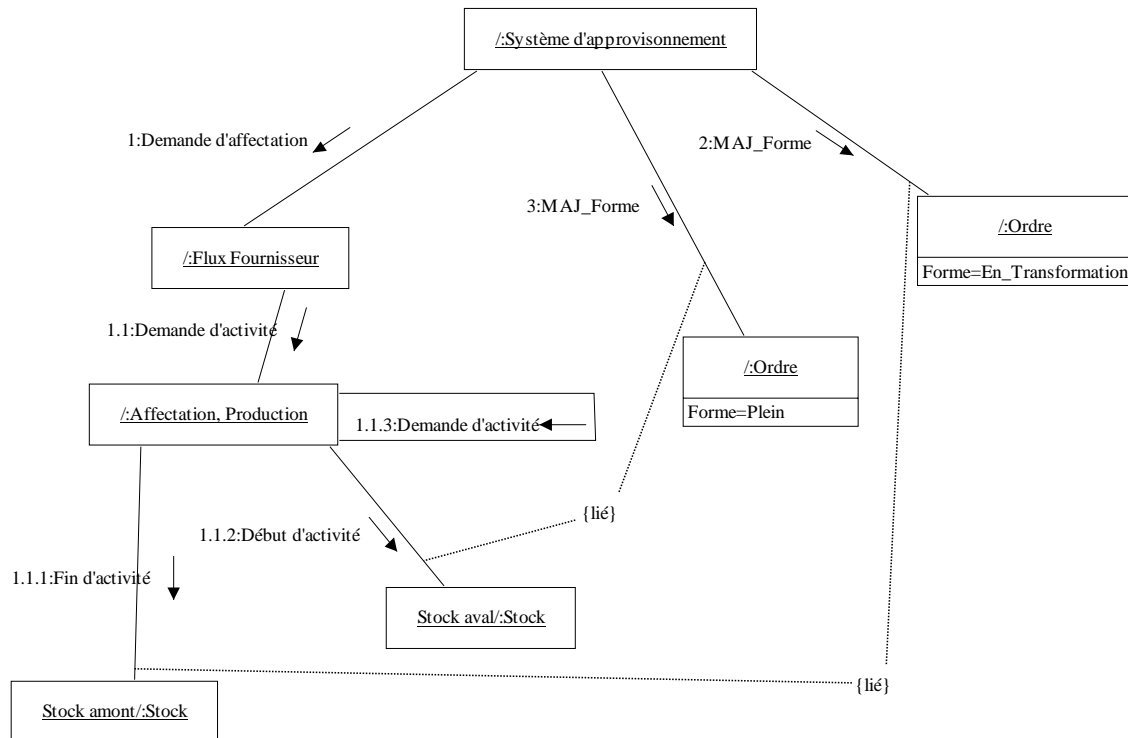 /:Système d'approvisonnement
1:Demande d'affectation
2:MAJ_Forme
3:MAJ_Forme
/:Ordre
Forme=En_Transformation
/:Flux Fournisseur
1.1:Demande d'activité
/:Ordre
Forme=Plein
/:Affectation, Production
1.1.3:Demande d'activité
{lié}
1.1.2:Début d'activité
1.1.1:Fin d'activité
Stock aval/:Stock
{lié}
Stock amont/:Stock